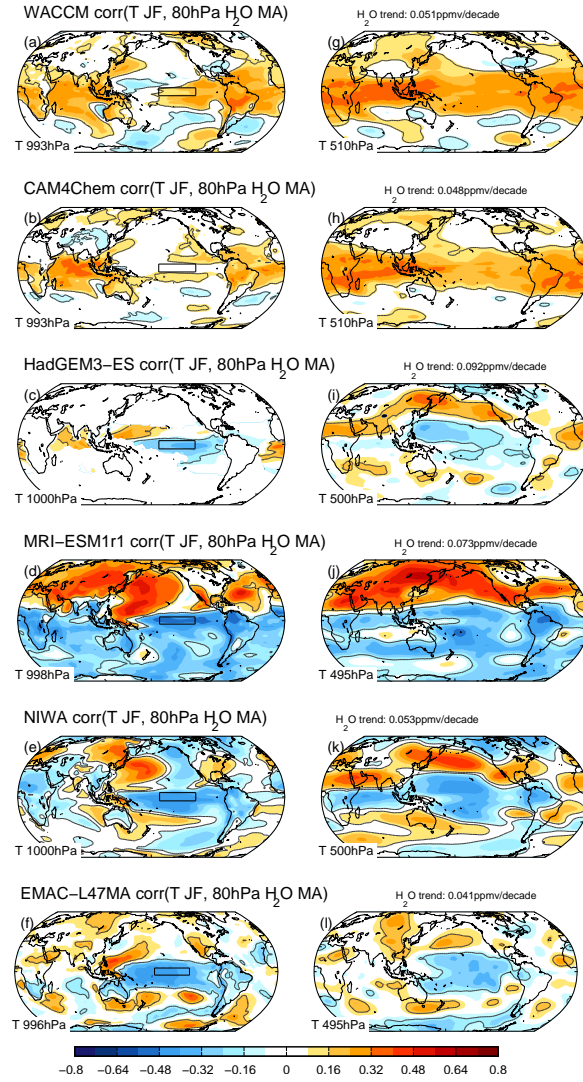 WACCM corr(T JF, 80hPa H2O MA)
H2O trend: 0.051ppmv/decade
(a)
(g)
T 993hPa
T 510hPa
CAM4Chem corr(T JF, 80hPa H2O MA)
H2O trend: 0.048ppmv/decade
(b)
(h)
T 993hPa
T 510hPa
HadGEM3−ES corr(T JF, 80hPa H2O MA)
H2O trend: 0.092ppmv/decade
(c)
(i)
T 1000hPa
T 500hPa
MRI−ESM1r1 corr(T JF, 80hPa H2O MA)
H2O trend: 0.073ppmv/decade
(d)
(j)
T 998hPa
T 495hPa
NIWA corr(T JF, 80hPa H2O MA)
H2O trend: 0.053ppmv/decade
(e)
(k)
T 1000hPa
T 500hPa
EMAC−L47MA corr(T JF, 80hPa H2O MA)
H2O trend: 0.041ppmv/decade
(f)
(l)
T 996hPa
T 495hPa
−0.8 −0.64 −0.48 −0.32 −0.16 0 0.16 0.32 0.48 0.64 0.8